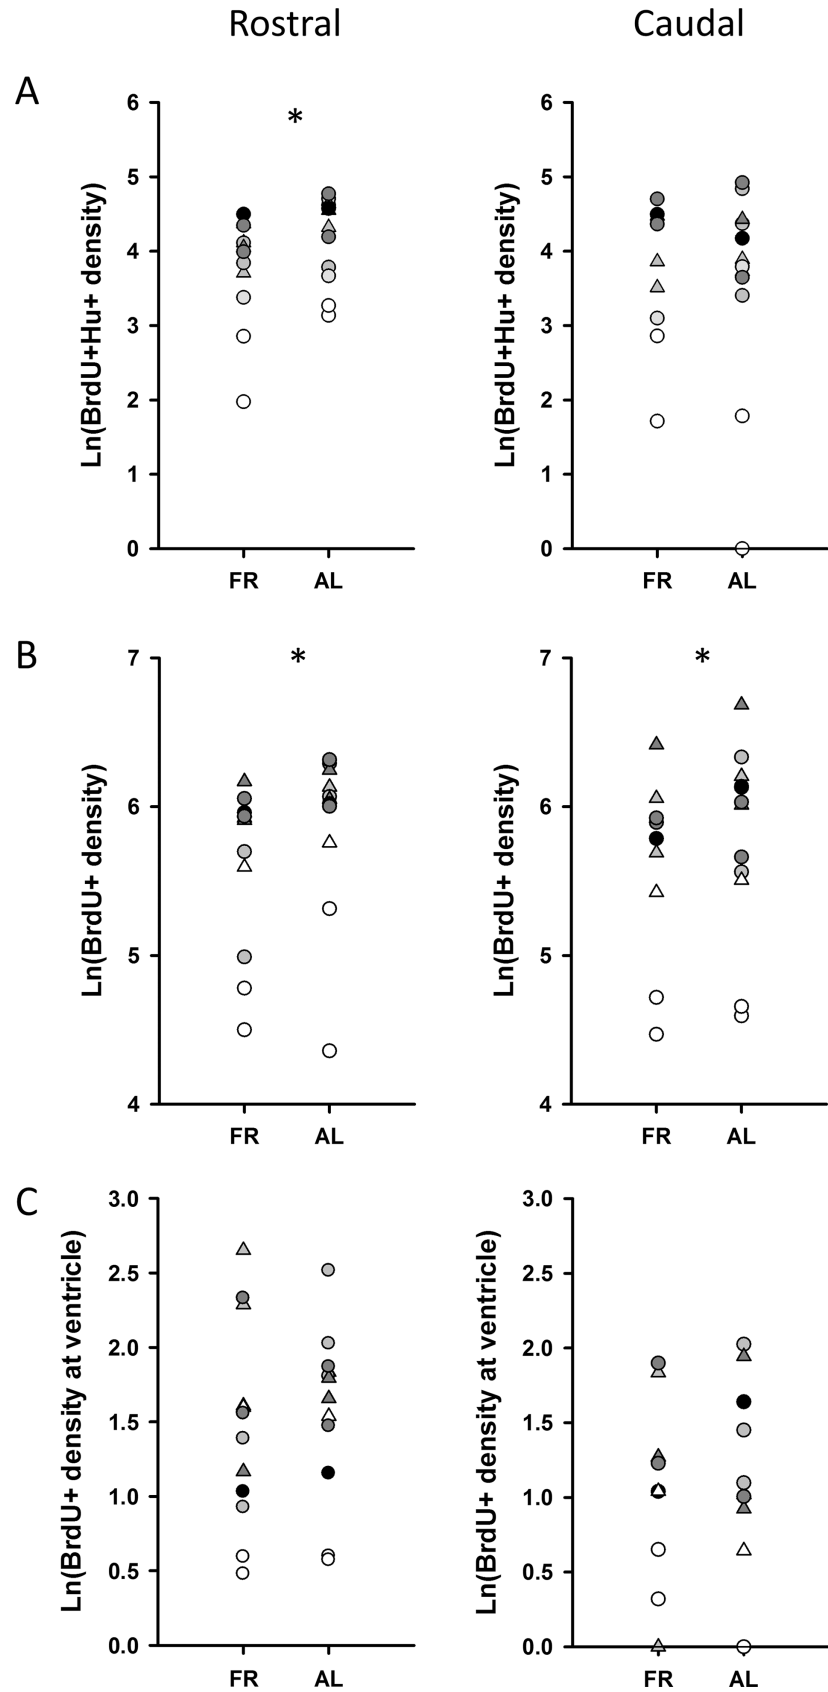 Rostral Caudal
A
* 
6 6
5 5
4 4
3 3
2 2
1 1
0 0
Ln(BrdU+Hu+ density) Ln(BrdU+Hu+ density)
FR AL FR AL
B
* *
7 7
6 6
5 5
4 4
Ln(BrdU+ density) Ln(BrdU+ density)
FR AL FR AL
C
3.0 3.0
2.5 2.5
2.0 2.0
1.5 1.5
1.0 1.0
0.5 0.5
0.0 0.0
Ln(BrdU+ density at ventricle) Ln(BrdU+ density at ventricle)
FR AL FR AL